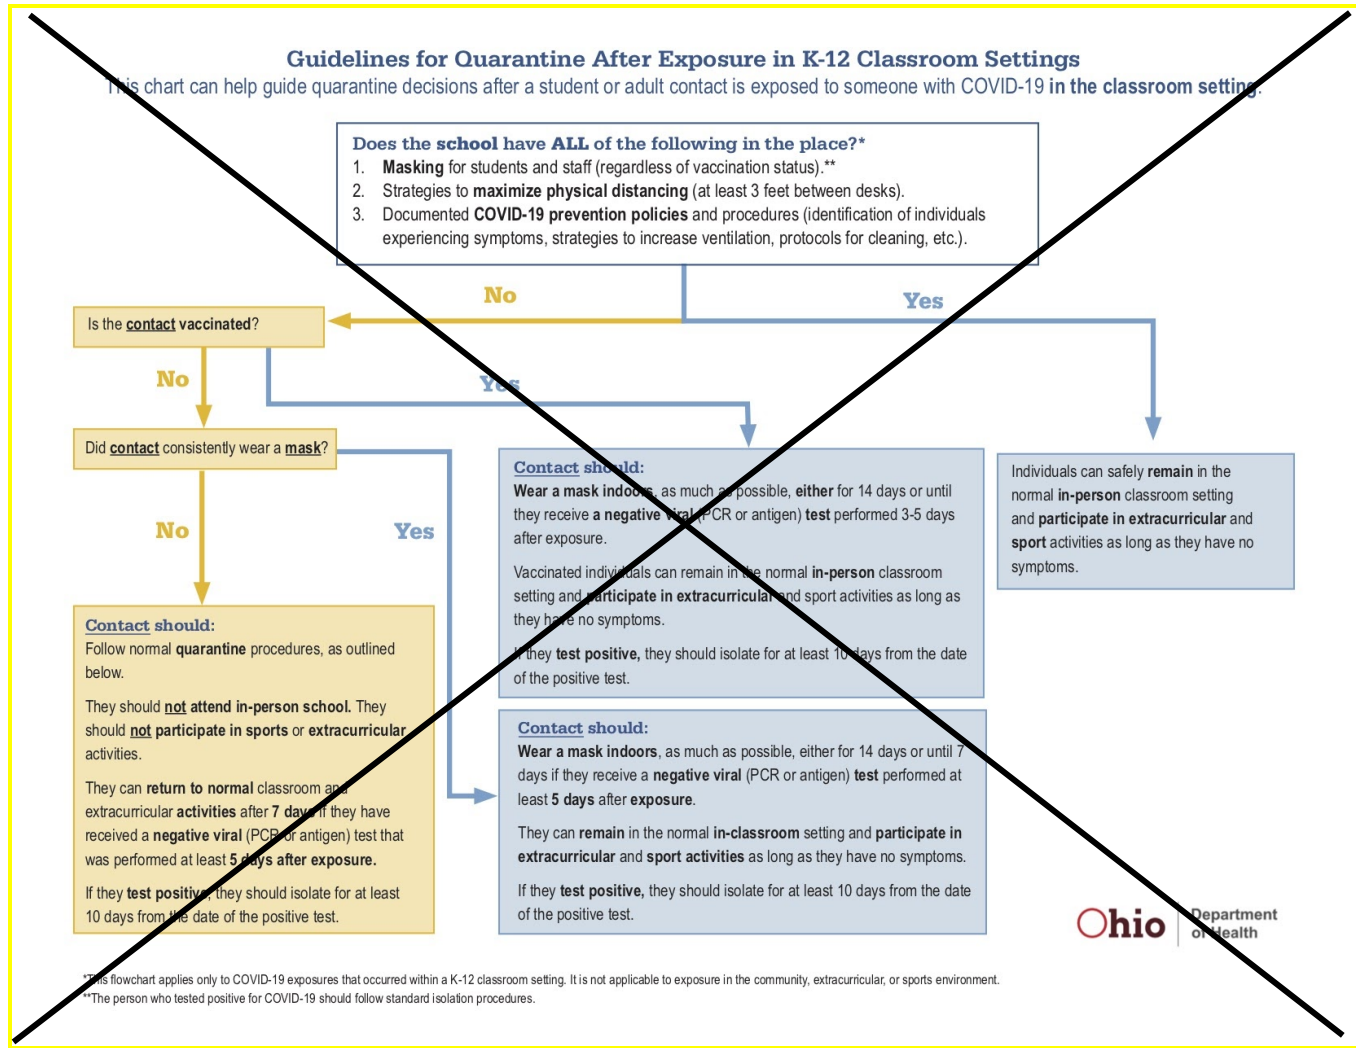 Guidelines for Quarantine After Exposure in K-12 Classroom Settings
This chart can help guide quarantine decisions after a student or adult contact is exposed to someone with COVID-19 in the classroom setting.
Does the school have ALL of the following in the place?*
1. Masking for students and staff (regardless of vaccination status).**
2. Strategies to maximize physical distancing (at least 3 feet between desks).
3. Documented COVID-19 prevention policies and procedures (identification of individuals
experiencing symptoms, strategies to increase ventilation, protocols for cleaning, etc.).
No
Yes
Is the contact vaccinated?
No
Yes
Did contact consistently wear a mask?
No
Yes
Contact should:
Wear a mask indoors, as much as possible, either for 14 days or until
they receive a negative viral (PCR or antigen) test performed 3-5 days
after exposure.
Vaccinated individuals can remain in the normal in-person classroom
setting and participate in extracurricular and sport activities as long as
they have no symptoms.
If they test positive, they should isolate for at least 10 days from the date
of the positive test.
Individuals can safely remain in the
normal in-person classroom setting
and participate in extracurricular and
sport activities as long as they have no
symptoms.
Contact should:
Follow normal quarantine procedures, as outlined
below.
They should not attend in-person school. They
should not participate in sports or extracurricular
activities.
They can return to normal classroom and
extracurricular activities after 7 days if they have
received a negative viral (PCR or antigen) test that
was performed at least 5 days after exposure.
If they test positive, they should isolate for at least
10 days from the date of the positive test.
Contact should:
Wear a mask indoors, as much as possible, either for 14 days or until 7
days if they receive a negative viral (PCR or antigen) test performed at
least 5 days after exposure.
They can remain in the normal in-classroom setting and participate in
extracurricular and sport activities as long as they have no symptoms.
If they test positive, they should isolate for at least 10 days from the date
of the positive test.
Ohio
Department
of Health
*This flowchart applies only to COVID-19 exposures that occurred within a K-12 classroom setting. It is not applicable to exposure in the community, extracurricular, or sports environment.
**The person who tested positive for COVID-19 should follow standard isolation procedures.